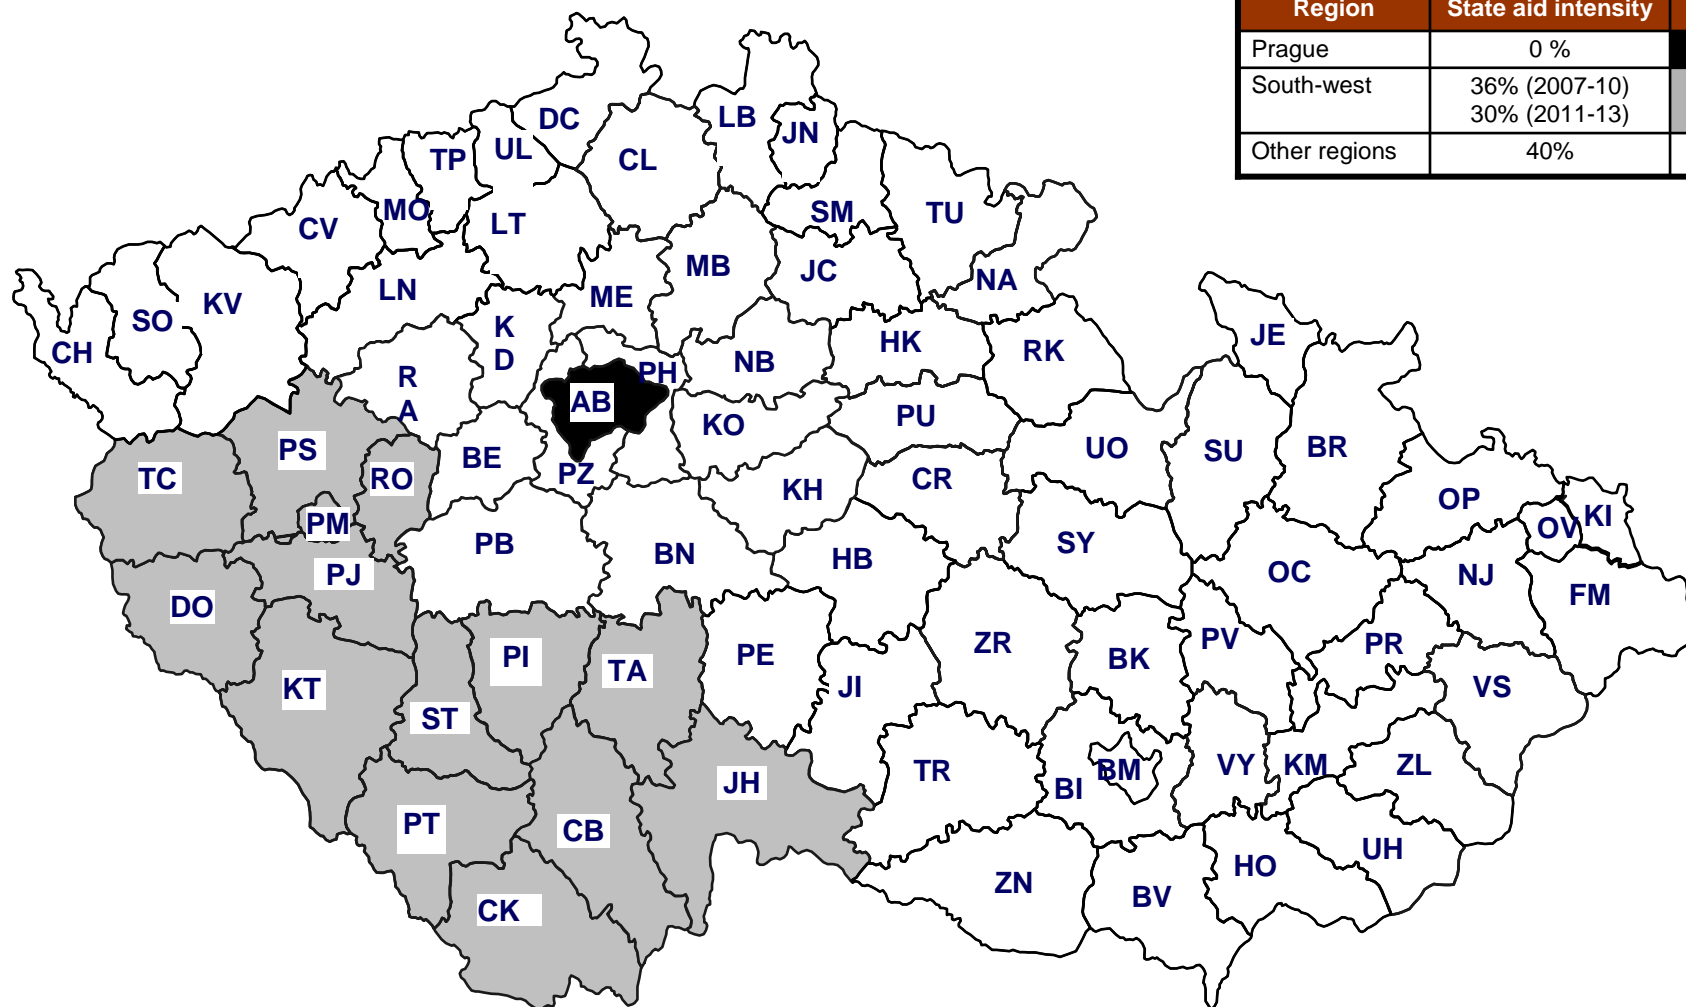 Region State aid intensity
Prague 0 %
South-west 36% (2007-10)
30% (2011-13)
Other regions 40%
DC
LB
JN
UL
TP
CL
MO
SM
TU
CV
LT
MB
JC
NA
LN
ME
KV
SO
CH
K
D
HK
JE
RK
NB
PH
R
A
AB
PU
KO
PS
BE
UO
SU
BR
TC
RO
PZ
KH
CR
OP
PM
OV
KI
PB
BN
HB
SY
OC
NJ
PJ
FM
DO
PI
TA
PE
ZR
BK
PV
PR
KT
JI
VS
ST
JH
TR
BI
BM
VY
KM
ZL
PT
CB
UH
HO
ZN
BV
CK